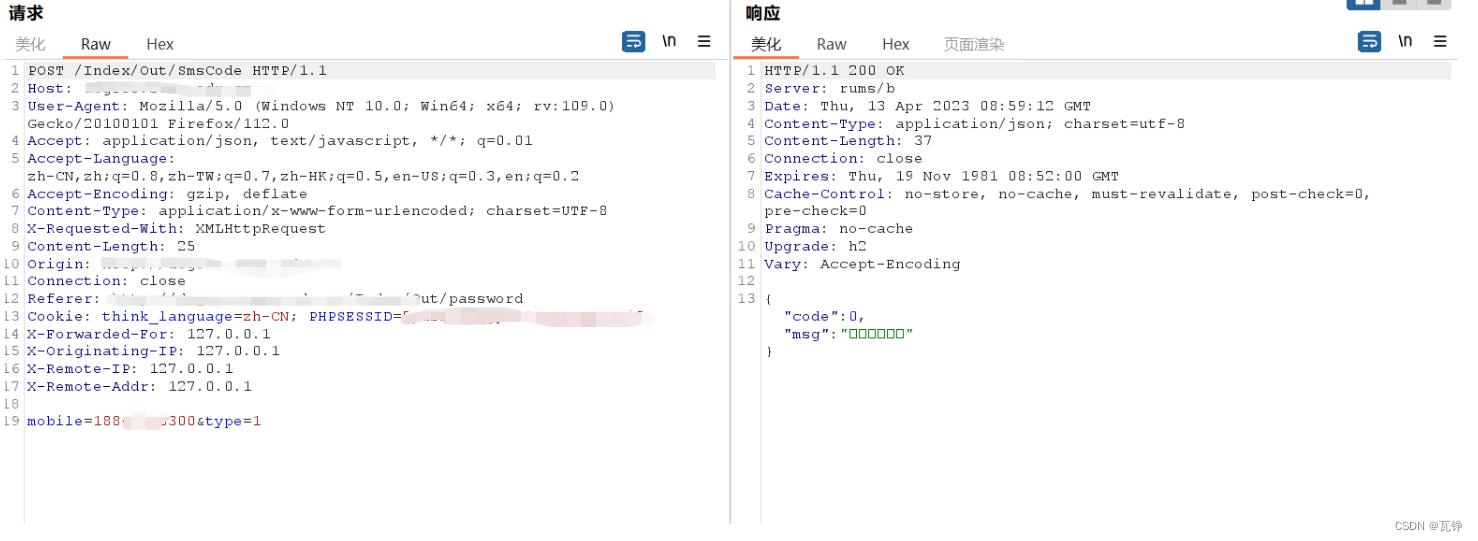 请求
美化 Raw Hex \n
1 POST /Index/Out/SmsCode HTTP/1.1
2 Host:
3 User-Agent: Mozilla/5.0 (Windows NT 10.0; Win64; x64; rv:109.0)
Gecko/20100101 Firefox/112.0
4 Accept: application/json, text/javascript, */*; q=0.01
5 Accept-Language:
zh-CN,zh;q=0.8,zh-TW;q=0.7,zh-HK;q=0.5,en-US;q=0.3,en;q=0.2
6 Accept-Encoding: gzip, deflate
7 Content-Type: application/x-www-form-urlencoded; charset=UTF-8
8 X-Requested-With: XMLHttpRequest
9 Content-Length: 25
10 Origin:
11 Connection: close
12 Referer: /Out/password
13 Cookie: think_language=zh-CN; PHPSESSID=
14 X-Forwarded-For: 127.0.0.1
15 X-Originating-IP: 127.0.0.1
16 X-Remote-IP: 127.0.0.1
17 X-Remote-Addr: 127.0.0.1
18
19 mobile=188 300&type=1
响应
美化 Raw Hex 页面渲染 \n
1 HTTP/1.1 200 OK
2 Server: rums/b
3 Date: Thu, 13 Apr 2023 08:59:12 GMT
4 Content-Type: application/json; charset=utf-8
5 Content-Length: 37
6 Connection: close
7 Expires: Thu, 19 Nov 1981 08:52:00 GMT
8 Cache-Control: no-store, no-cache, must-revalidate, post-check=0,
pre-check=0
9 Pragma: no-cache
10 Upgrade: h2
11 Vary: Accept-Encoding
12
13 {
"code":0,
"msg":"□□□□□□"
}
CSDN @瓦铮